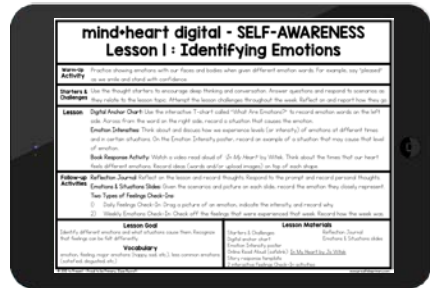 mind+heart digital - SELF-AWARENESS
Lesson 1 : Identifying Emotions
Warm-Up
Activity
Practice showing emotions with our faces and bodies when given different emotion words. For example, say "pleased"
as we smile and stand with confidence.
Starters &
Challenges
Use the thought starters to encourage deep thinking and conversation. Answer questions and respond to scenarios as
they relate to the lesson topic. Attempt the lesson challenges throughout the week. Reflect on and report how they go.
Lesson
Digital Anchor Chart: Use the interactive T-chart called "What Are Emotions?" to record emotion words on the left
side. Across from the word on the right side, record a situation that causes the emotion.
Emotion Intensities: Think about and discuss how we experience levels (or intensity) of emotions at different times
and in certain situations. On the Emotion Intensity poster, record an example of a situation that may cause that level
of emotion.
Book Response Activity: Watch a video read aloud of In My Heart by Witek. Think about the times that our heart
feels different emotions. Record ideas (words and/or upload images) on top of each shape.
Follow-up
Activities
Reflection Journal: Reflect on the lesson and record thoughts. Respond to the prompt and record personal thoughts.
Emotions & Situations Slides: Given the scenarios and picture on each slide, record the emotion they closely represent.
Two Types of Feelings Check-Ins:
1) Daily Feelings Check-In: Drag a picture of an emotion, indicate the intensity, and record why.
2) Weekly Emotions Check-In: Check off the feelings that were experienced that week. Record how the week was.
Lesson Goal
Identify different emotions and what situations cause them. Recognize
that feelings can be felt differently.
Vocabulary
emotion, feeling, major emotions (happy, sad, etc.), less common emotions
(satisfied, disgusted, etc.)
Lesson Materials
Starters & Challenges
Digital anchor chart
Emotion Intensity poster
Online Read Aloud (safelink): In My Heart by Jo Witek
Story response template
2 interactive Feelings Check-In activities
Reflection Journal
Emotions & Situations slides